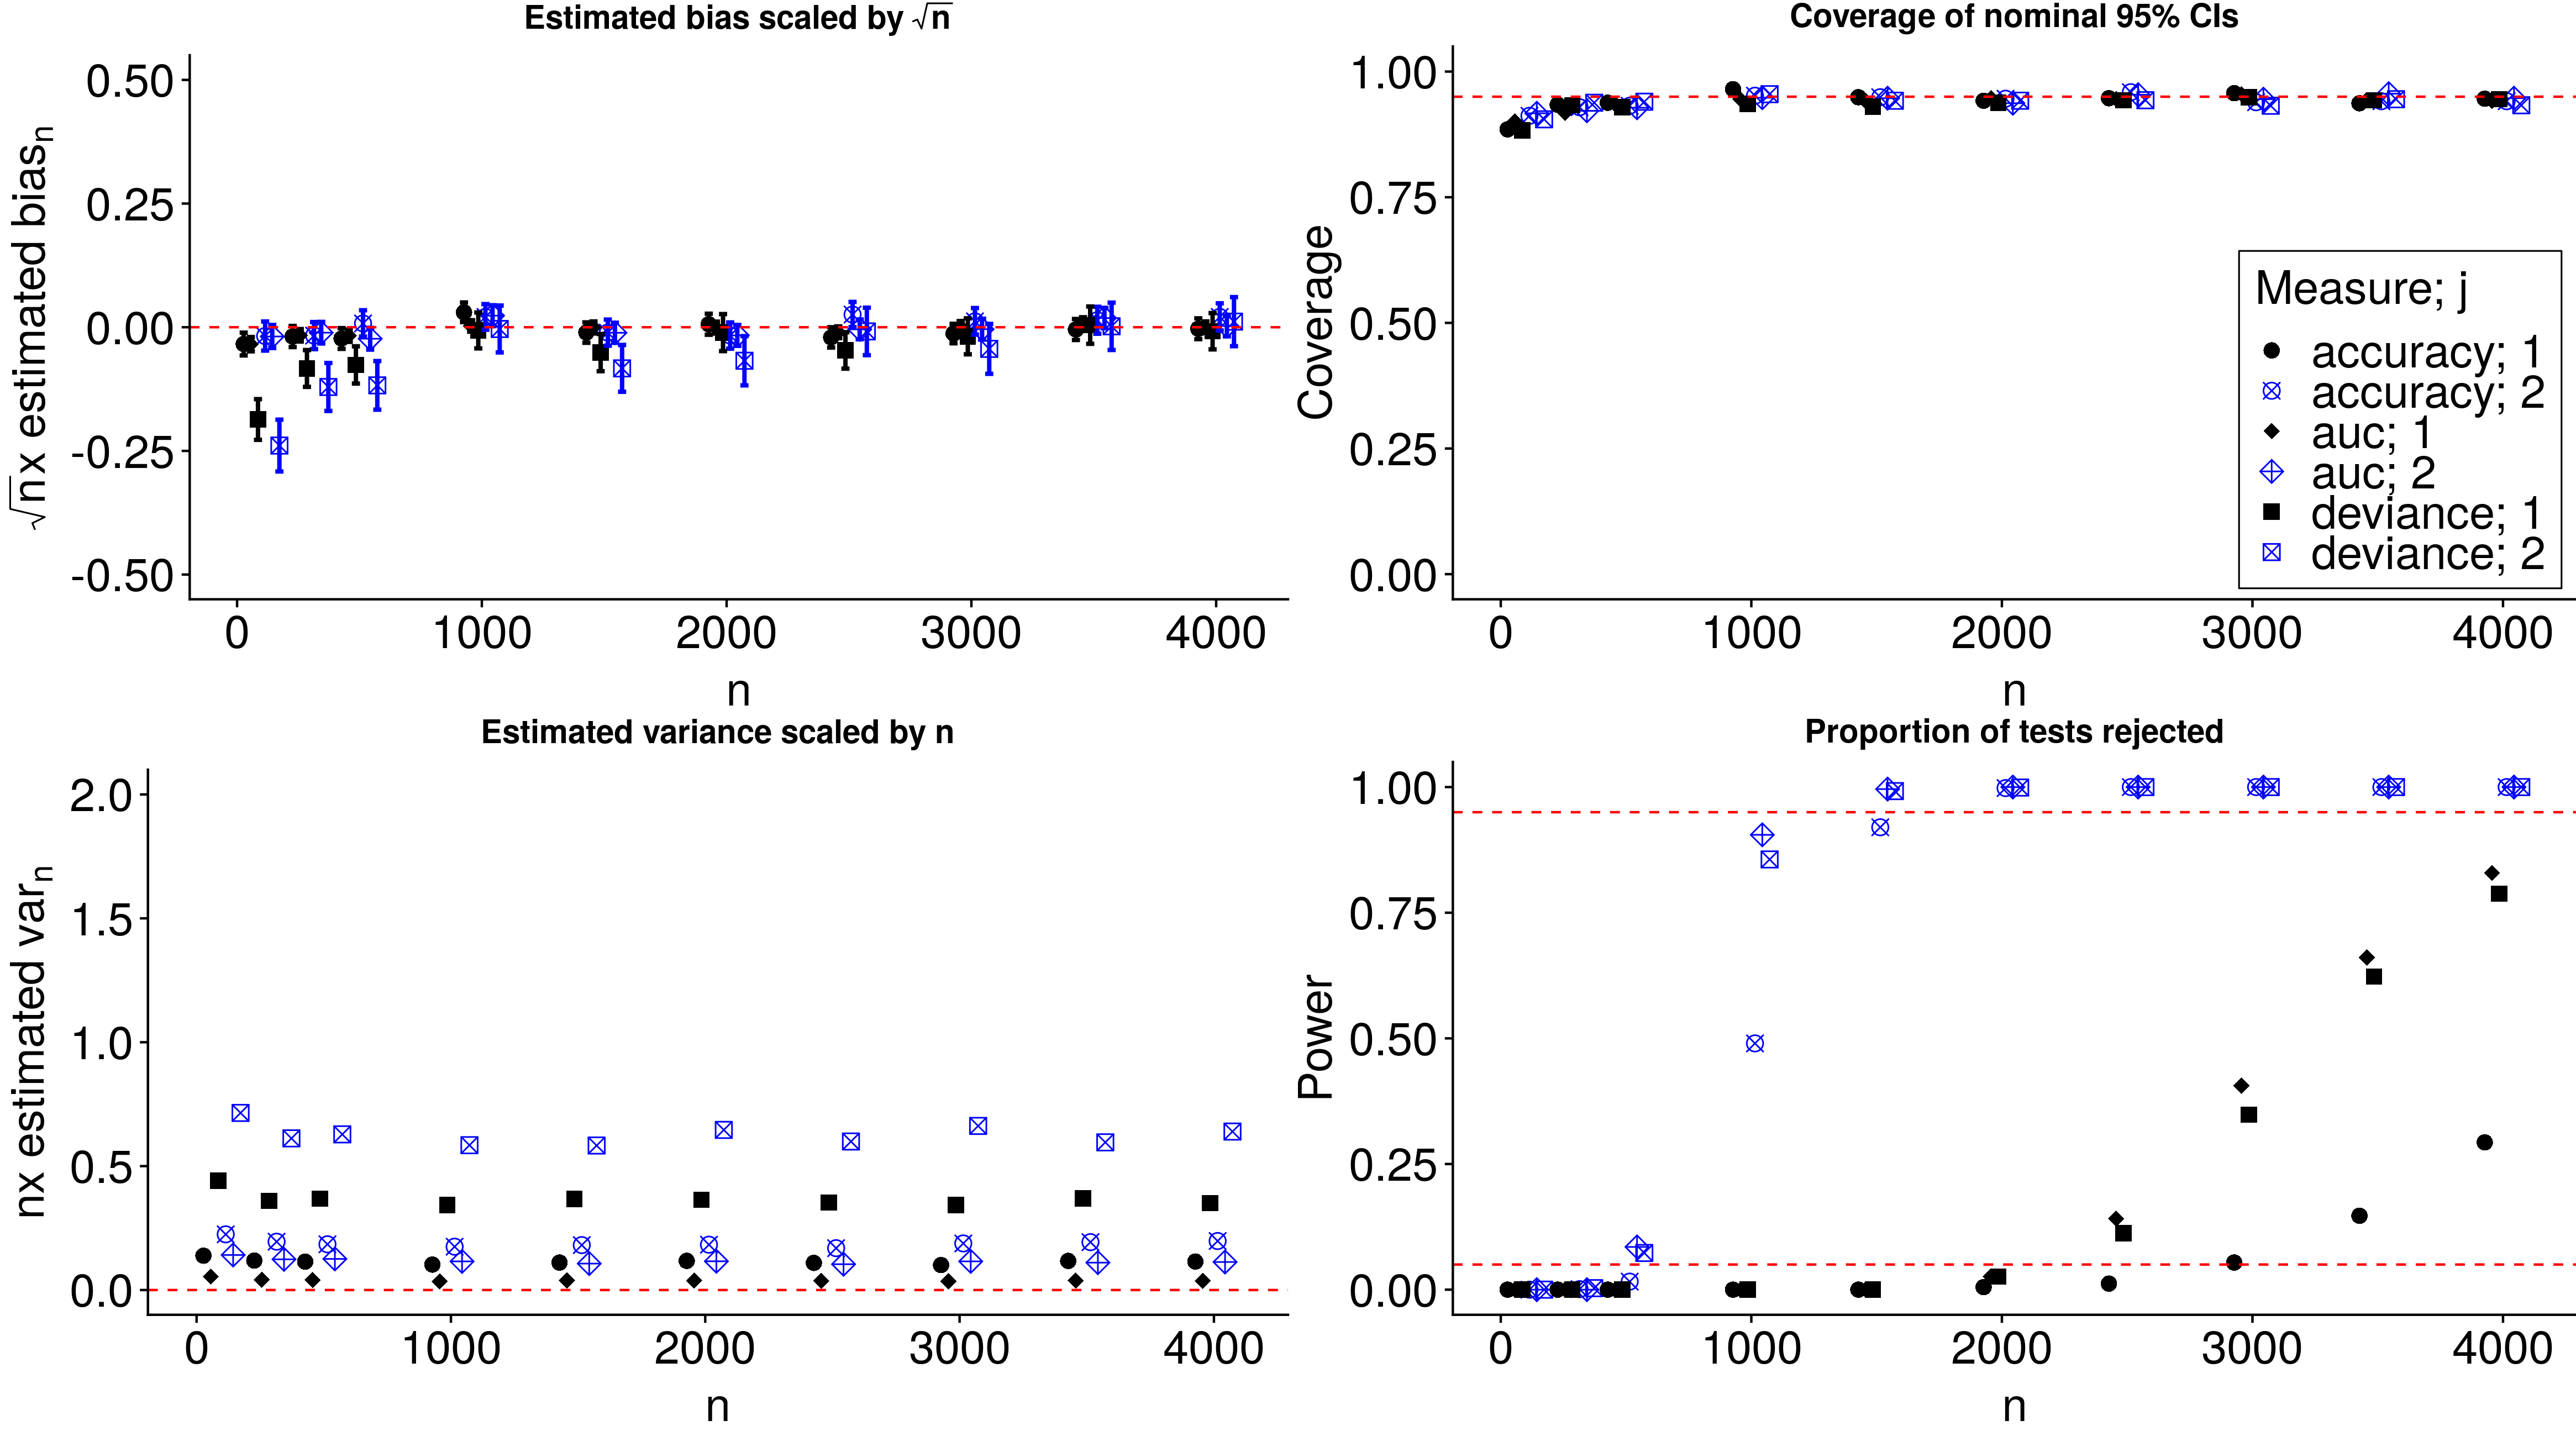 Estimated bias scaled by √n
0.50
0.25
0.00
-0.25
-0.50
√nx estimated biasn
0 1000 2000 3000 4000
n
Coverage of nominal 95% CIs
1.00
0.75
0.50
0.25
0.00
Coverage
0 1000 2000 3000 4000
n
Measure; j
accuracy; 1
accuracy; 2
auc; 1
auc; 2
deviance; 1
deviance; 2
Estimated variance scaled by n
2.0
1.5
1.0
0.5
0.0
nx estimated varn
0 1000 2000 3000 4000
n
Proportion of tests rejected
1.00
0.75
0.50
0.25
0.00
Power
0 1000 2000 3000 4000
n